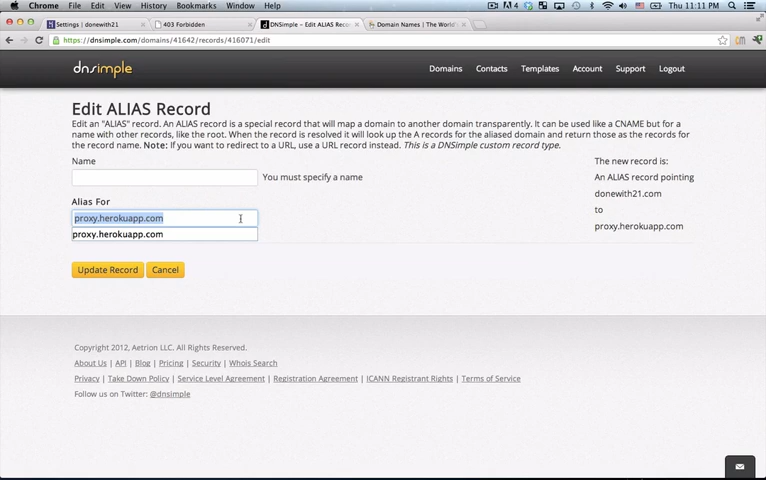 Chrome File Edit View History Bookmarks Window Help
4 Thu 11:11 PM
Settings | donewith21 403 Forbidden DNSimple – Edit ALIAS Reco Domain Names | The World's
https://dnsimple.com/domains/41642/records/416071/edit
dnsimple Domains Contacts Templates Account Support Logout
Edit ALIAS Record
Edit an "ALIAS" record. An ALIAS record is a special record that will map a domain to another domain transparently. It can be used like a CNAME but for a
name with other records, like the root. When the record is resolved it will look up the A records for the aliased domain and return those as the records for
the record name. Note: If you want to redirect to a URL, use a URL record instead. This is a DNSimple custom record type.
Name
You must specify a name
Alias For
proxy.herokuapp.com
proxy.herokuapp.com
Update Record Cancel
The new record is:
An ALIAS record pointing
donewith21.com
to
proxy.herokuapp.com
Copyright 2012, Aetrion LLC. All Rights Reserved.
About Us | API | Blog | Pricing | Security | Whois Search
Privacy | Take Down Policy | Service Level Agreement | Registration Agreement | ICANN Registrant Rights | Terms of Service
Follow us on Twitter: @dnsimple